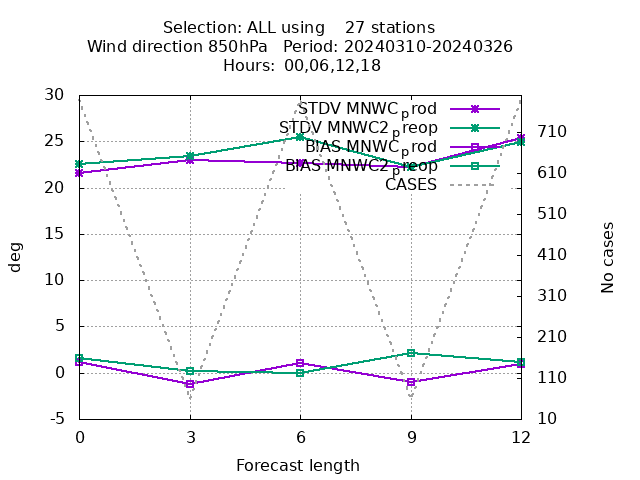 Selection: ALL using 27 stations
Wind direction 850hPa Period: 20240310-20240326
Hours: 00,06,12,18
STDV MNWC_prod
STDV MNWC2_preop
BIAS MNWC_prod
BIAS MNWC2_preop
CASES
30
25
20
15
10
5
0
-5
deg
710
610
510
410
310
210
110
10
No cases
0 3 6 9 12
Forecast length